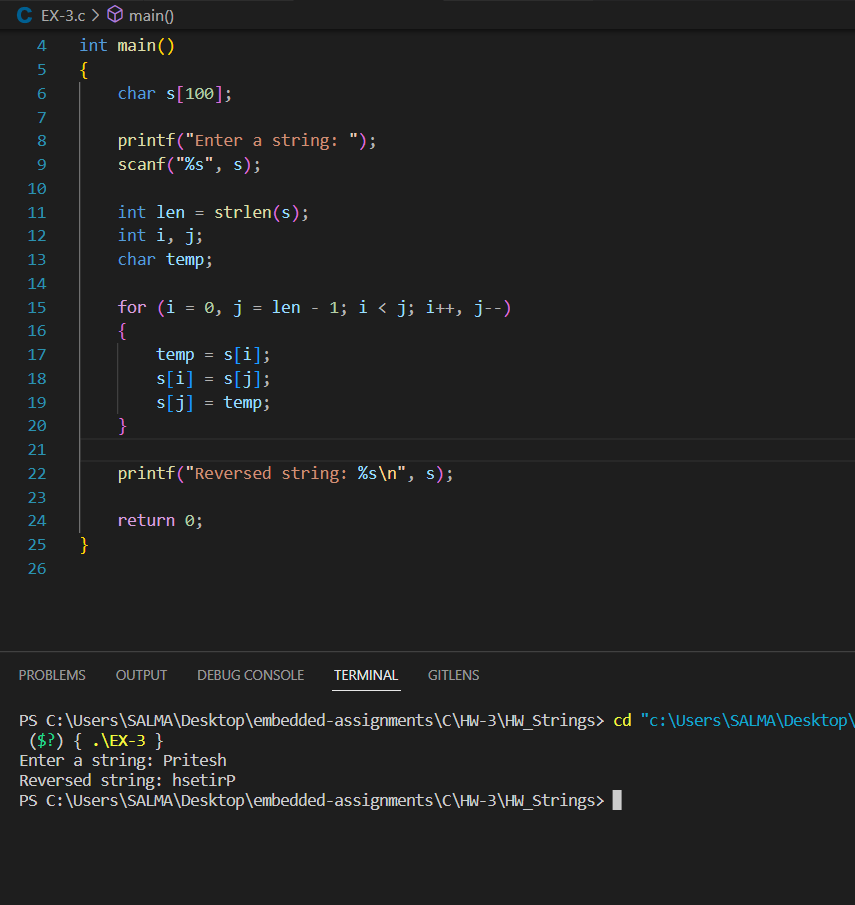 C EX-3.c > main()
4 int main()
5 {
6 char s[100];
7
8 printf("Enter a string: ");
9 scanf("%s", s);
10
11 int len = strlen(s);
12 int i, j;
13 char temp;
14
15 for (i = 0, j = len - 1; i < j; i++, j--)
16 {
17 temp = s[i];
18 s[i] = s[j];
19 s[j] = temp;
20 }
21
22 printf("Reversed string: %s\n", s);
23
24 return 0;
25 }
26
PROBLEMS OUTPUT DEBUG CONSOLE TERMINAL GITLENS
PS C:\Users\SALMA\Desktop\embedded-assignments\C\HW-3\HW_Strings> cd "c:\Users\SALMA\Desktop\
($?) { .\EX-3 }
Enter a string: Pritesh
Reversed string: hsetirP
PS C:\Users\SALMA\Desktop\embedded-assignments\C\HW-3\HW_Strings>